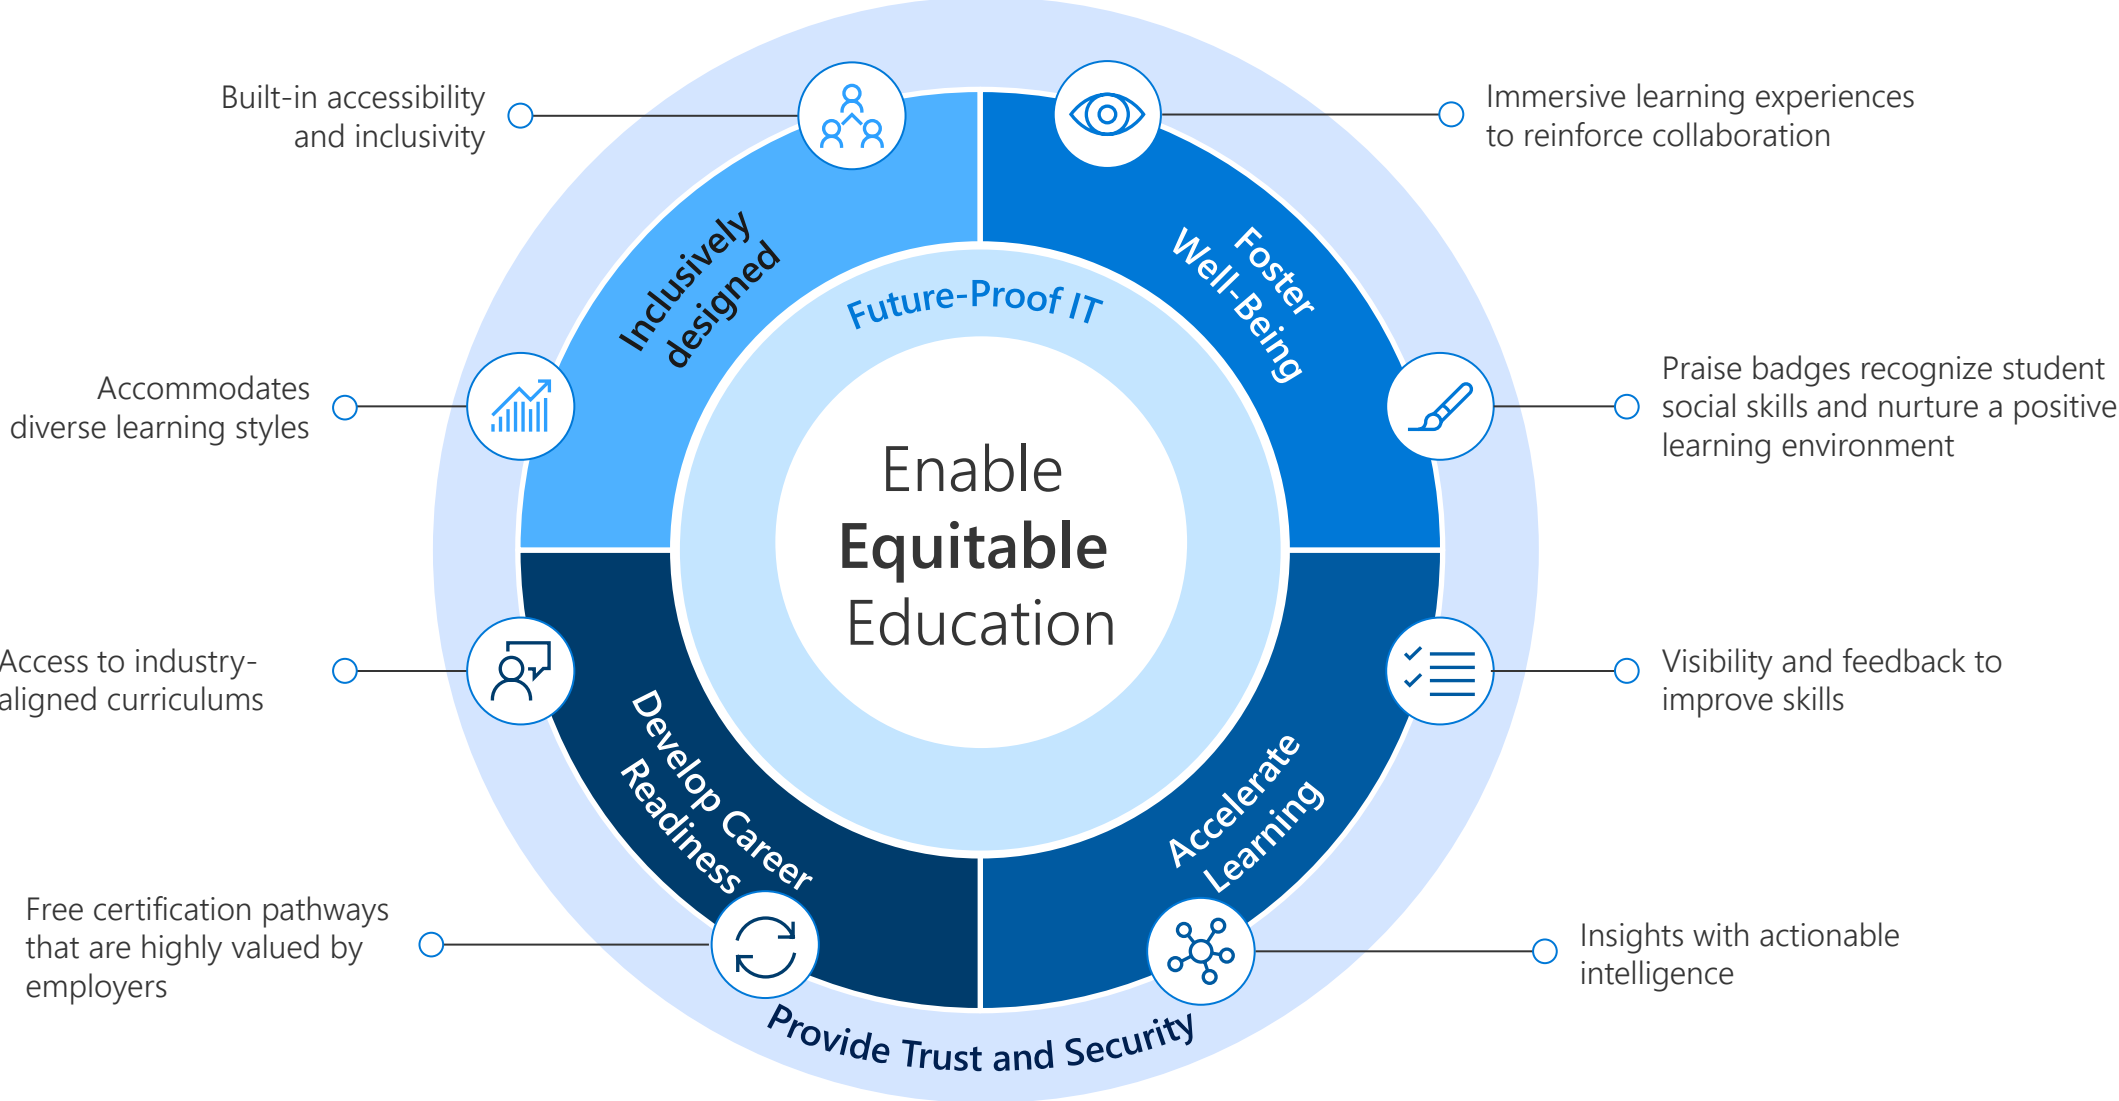 Built-in accessibility
and inclusivity
Immersive learning experiences
to reinforce collaboration
Inclusively
designed
Foster
Well-Being
Future-Proof IT
Accommodates
diverse learning styles
Praise badges recognize student
social skills and nurture a positive
learning environment
Enable
Equitable
Education
Access to industry-
aligned curriculums
Visibility and feedback to
improve skills
Develop Career
Readiness
Accelerate
Learning
Free certification pathways
that are highly valued by
employers
Insights with actionable
intelligence
Provide Trust and Security